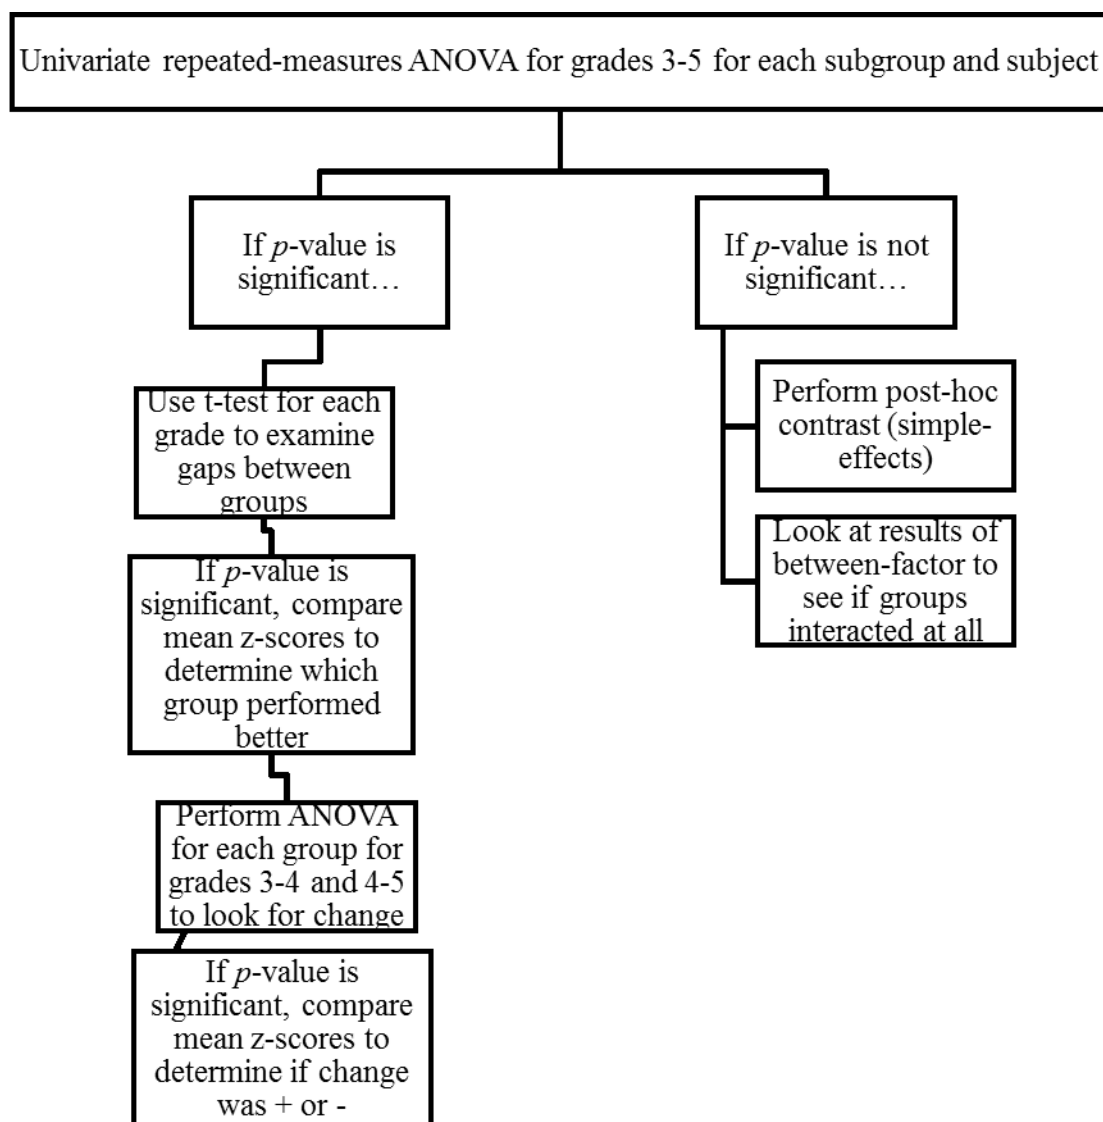 Univariate repeated-measures ANOVA for grades 3-5 for each subgroup and subject
If p-value is
significant…
If p-value is not
significant…
Use t-test for each
grade to examine
gaps between
groups
If p-value is
significant, compare
mean z-scores to
determine which
group performed
better
Perform ANOVA
for each group for
grades 3-4 and 4-5
to look for change
If p-value is
significant, compare
mean z-scores to
determine if change
was + or -
Perform post-hoc
contrast (simple-
effects)
Look at results of
between-factor to
see if groups
interacted at all